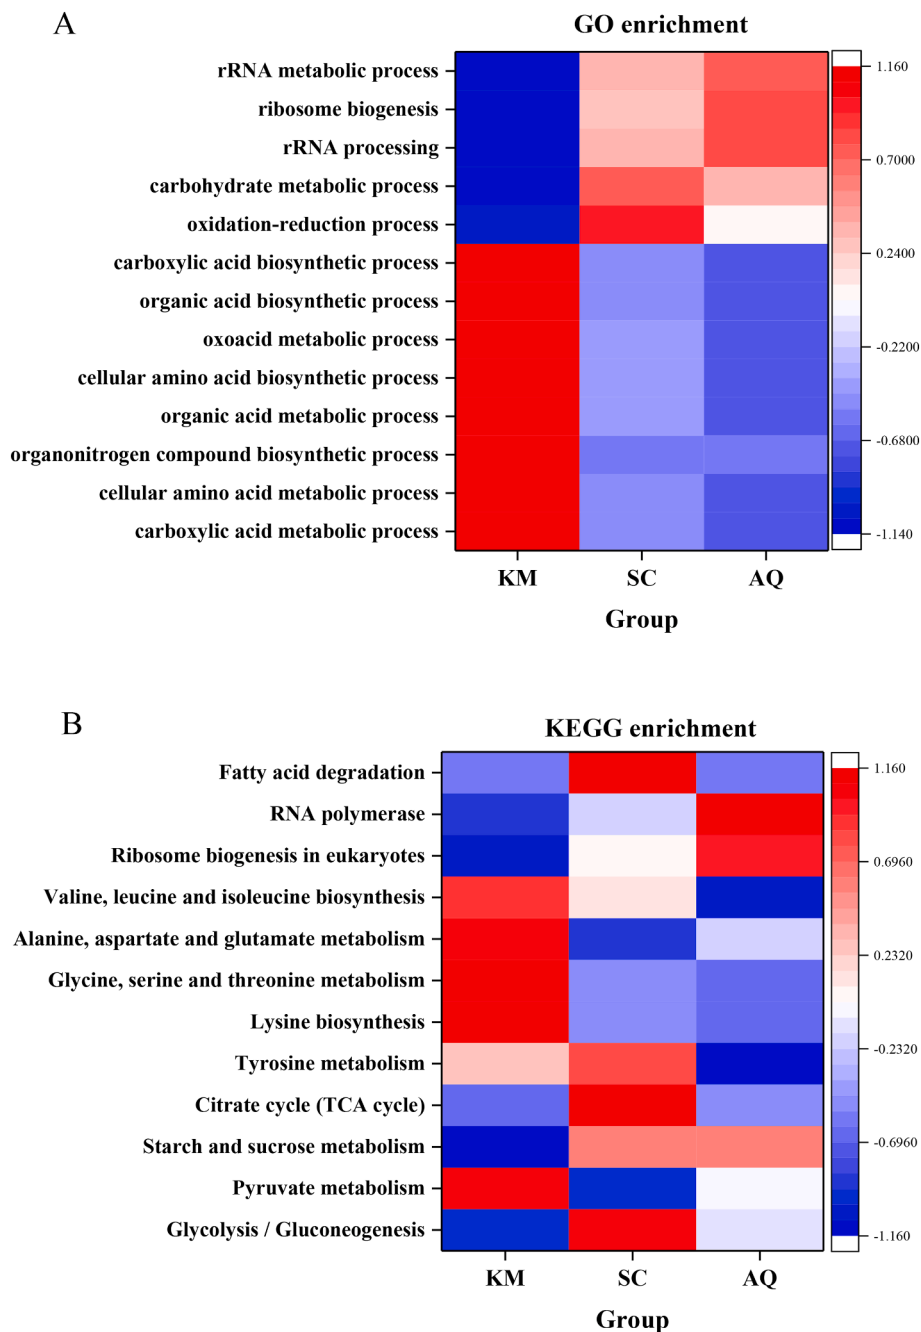 A
GO enrichment
rRNA metabolic process
ribosome biogenesis
rRNA processing
carbohydrate metabolic process
oxidation-reduction process
carboxylic acid biosynthetic process
organic acid biosynthetic process
oxoacid metabolic process
cellular amino acid biosynthetic process
organic acid metabolic process
organonitrogen compound biosynthetic process
cellular amino acid metabolic process
carboxylic acid metabolic process
1.160
0.7000
0.2400
-0.2200
-0.6800
-1.140
KM SC AQ
Group
B
KEGG enrichment
Fatty acid degradation
RNA polymerase
Ribosome biogenesis in eukaryotes
Valine, leucine and isoleucine biosynthesis
Alanine, aspartate and glutamate metabolism
Glycine, serine and threonine metabolism
Lysine biosynthesis
Tyrosine metabolism
Citrate cycle (TCA cycle)
Starch and sucrose metabolism
Pyruvate metabolism
Glycolysis / Gluconeogenesis
1.160
0.6960
0.2320
-0.2320
-0.6960
-1.160
KM SC AQ
Group